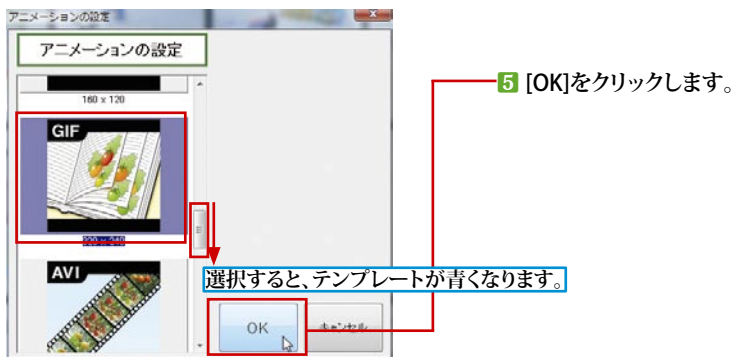 アニメーションの設定
アニメーションの設定
160 x 120
GIF
5 [OK]をクリックします。
320 x 240
選択すると、テンプレートが青くなります。
AVI
OK
キャンセル